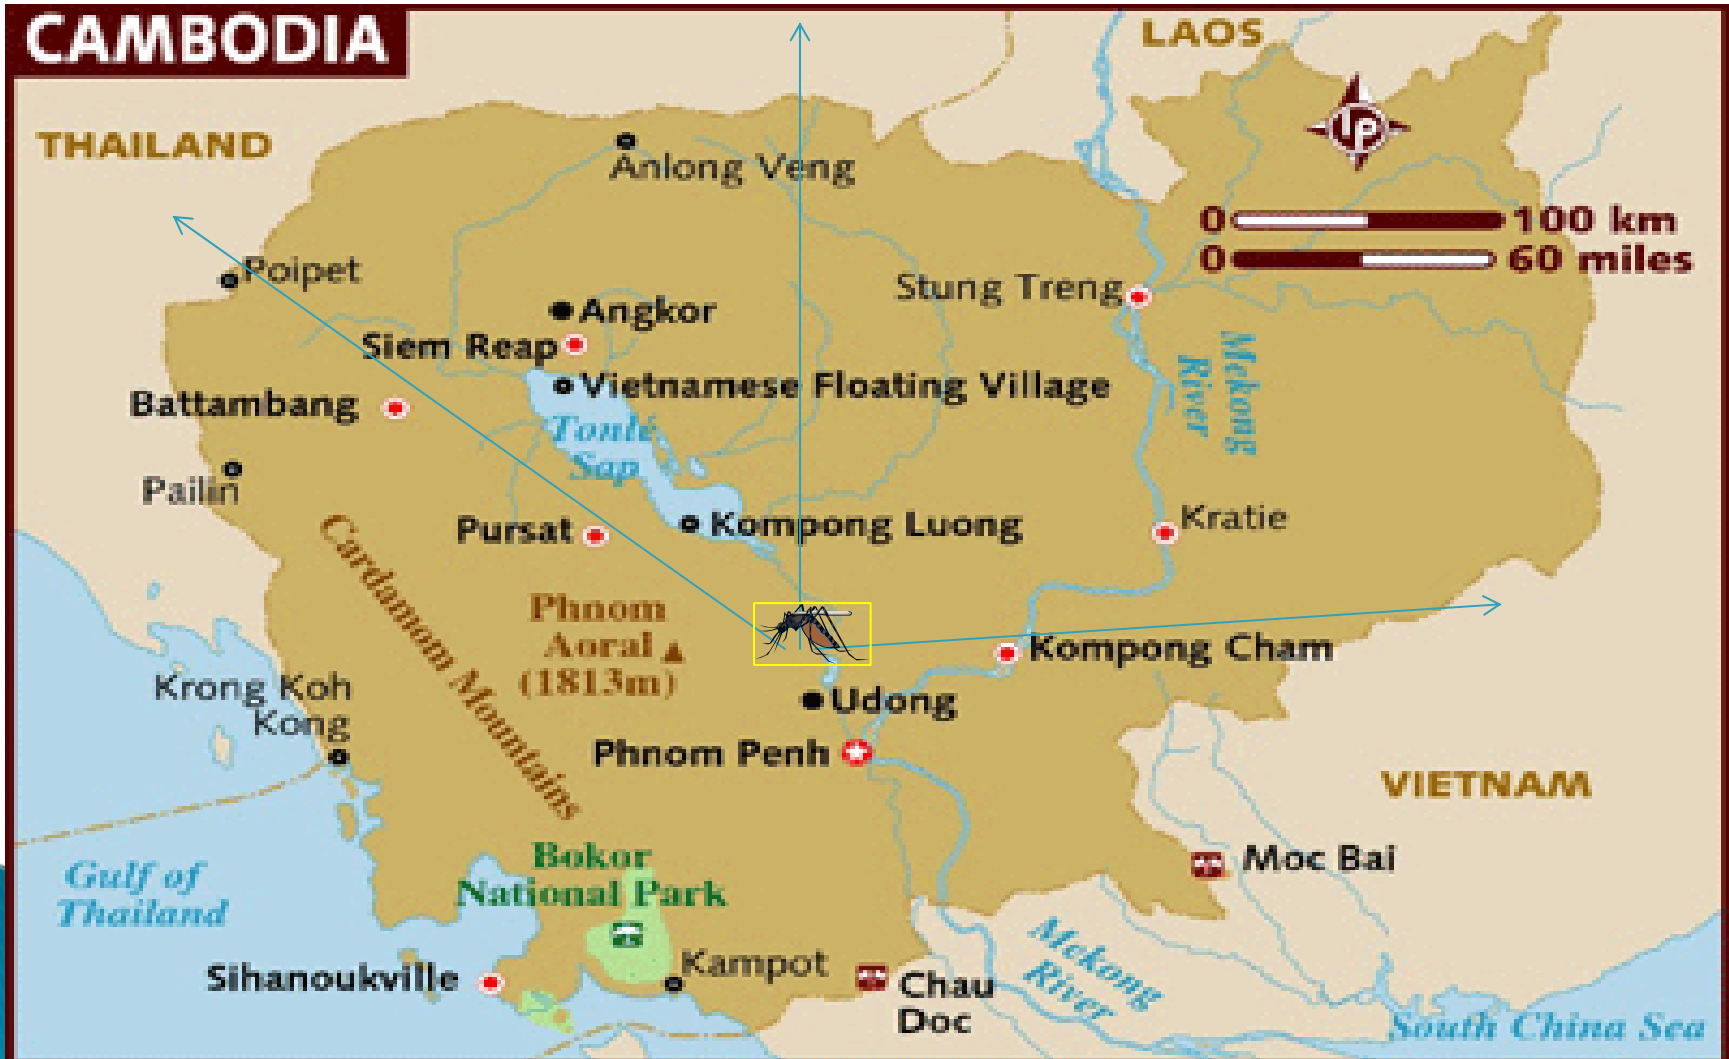 CAMBODIA
LAOS
THAILAND
Anlong Veng
LP
0 100 km
0 60 miles
Poipet
Stung Treng
Angkor
Siem Reap
Vietnamese Floating Village
Battambang
Tonlé
Sap
Mekong
River
Pailin
Pursat
Kompong Luong
Kratie
Cardamom Mountains
Phnom
Aoral
(1813m)
Kompong Cham
Krong Koh
Kong
Udong
Phnom Penh
VIETNAM
Bokor
National Park
Moc Bai
Gulf of
Thailand
Sihanoukville
Kampot
Chau
Doc
Mekong
River
South China Sea